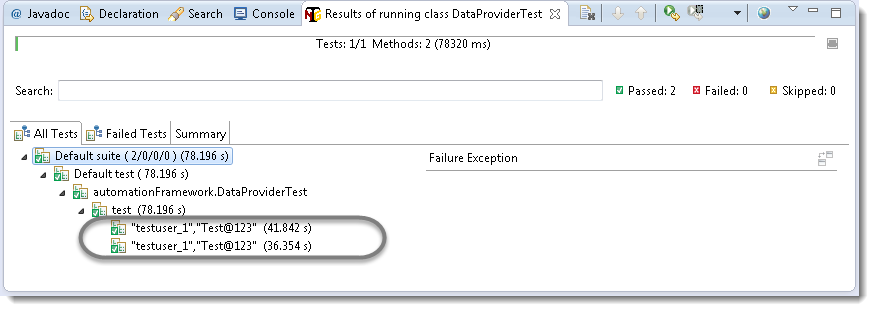 @ Javadoc Declaration Search Console Results of running class DataProviderTest
Tests: 1/1 Methods: 2 (78320 ms)
Search: Passed: 2 Failed: 0 Skipped: 0
All Tests Failed Tests Summary
Default suite ( 2/0/0/0 ) (78.196 s) Failure Exception
Default test ( 78.196 s)
automationFramework.DataProviderTest
test (78.196 s)
"testuser_1","Test@123" (41.842 s)
"testuser_1","Test@123" (36.354 s)